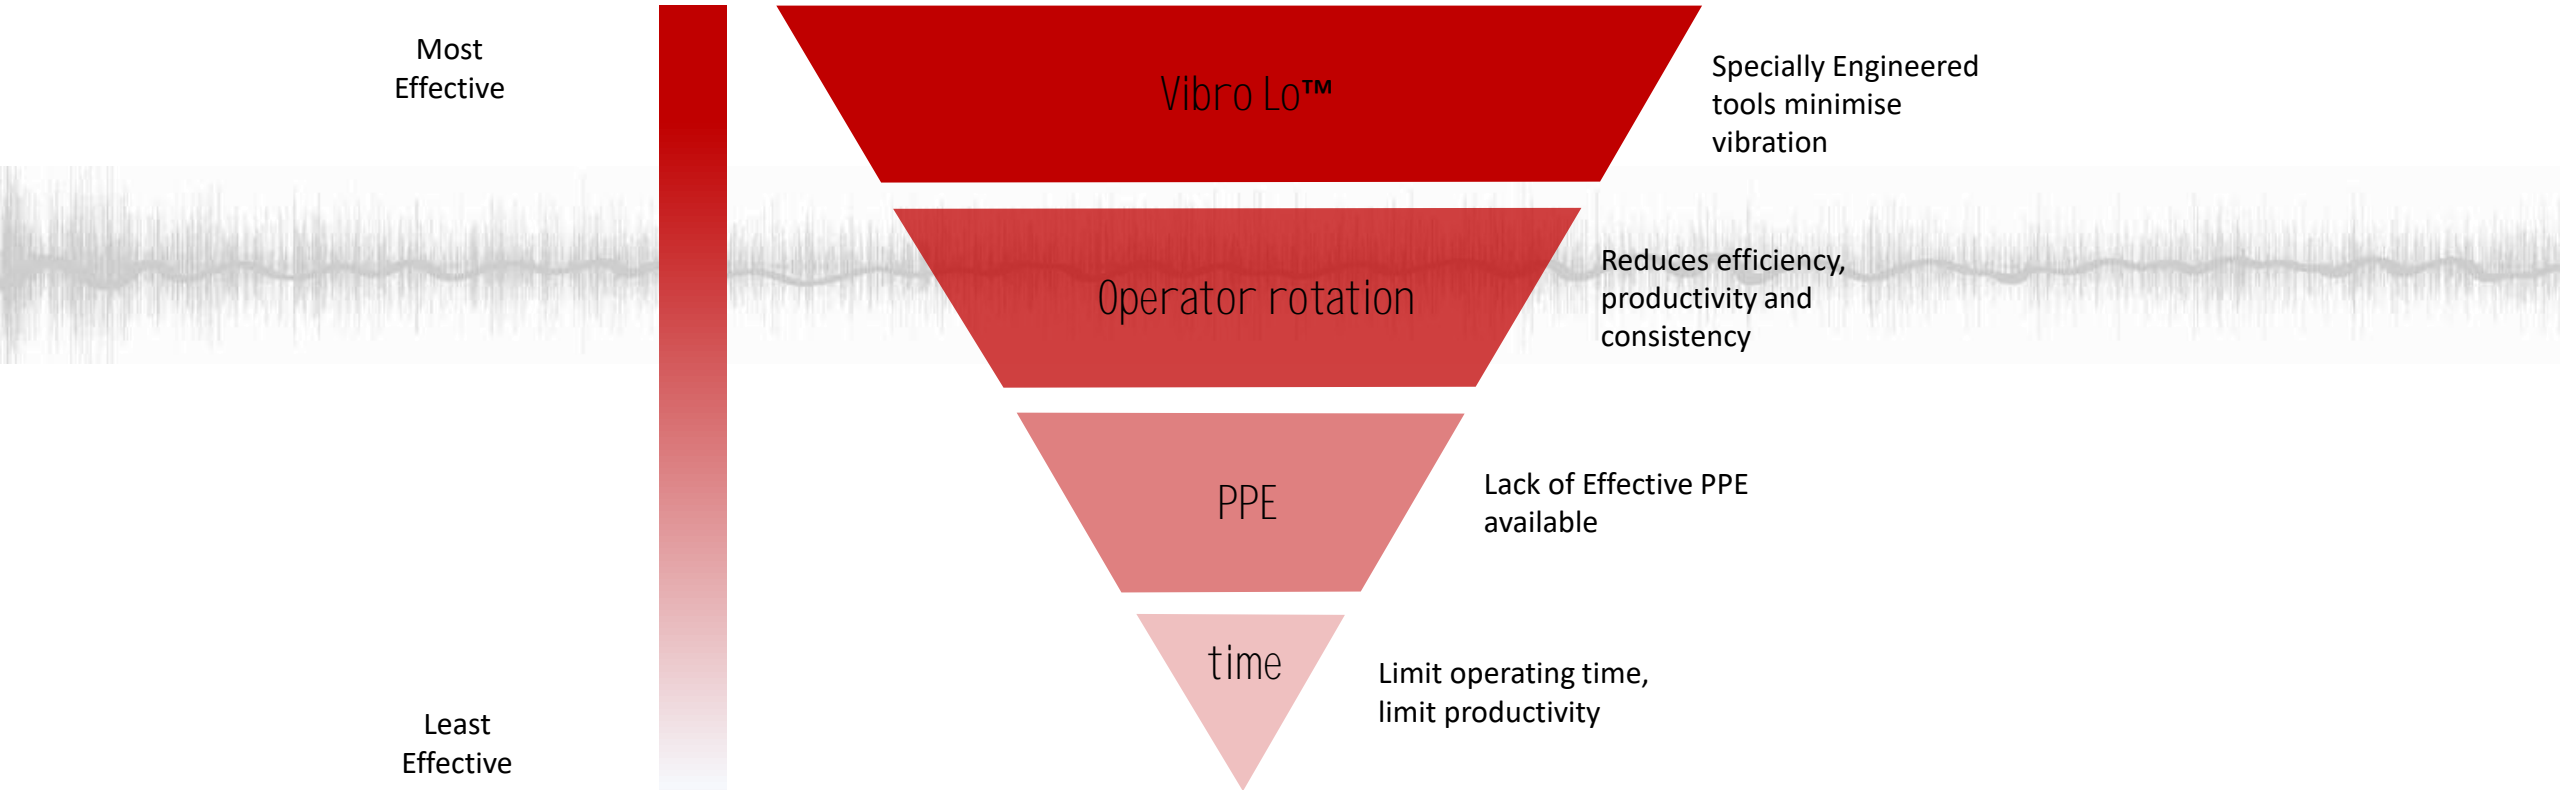 Most
Effective
Vibro Lo™
Specially Engineered
tools minimise
vibration
Operator rotation
Reduces efficiency,
productivity and
consistency
PPE
Lack of Effective PPE
available
time
Limit operating time,
limit productivity
Least
Effective